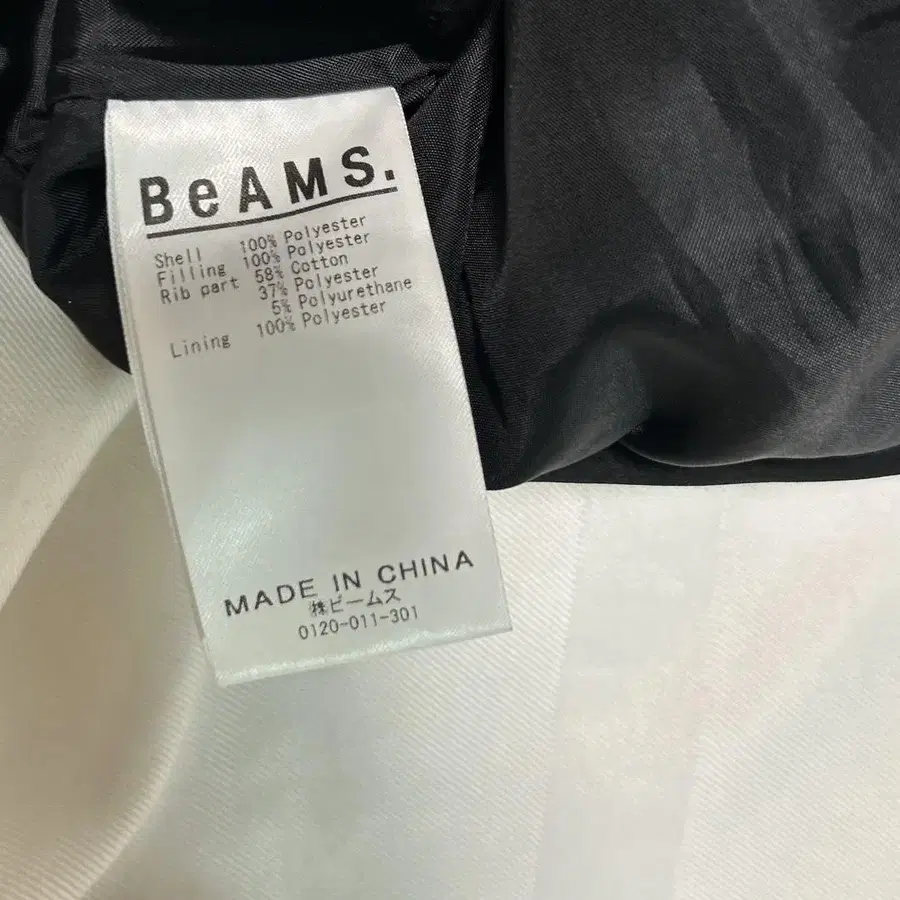 BeAMS.
Shell 100% Polyester
Filling 100% Polyester
Rib part 58% Cotton
37% Polyester
5% Polyurethane
Lining 100% Polyester
MADE IN CHINA
㈱ビームス
0120-011-301